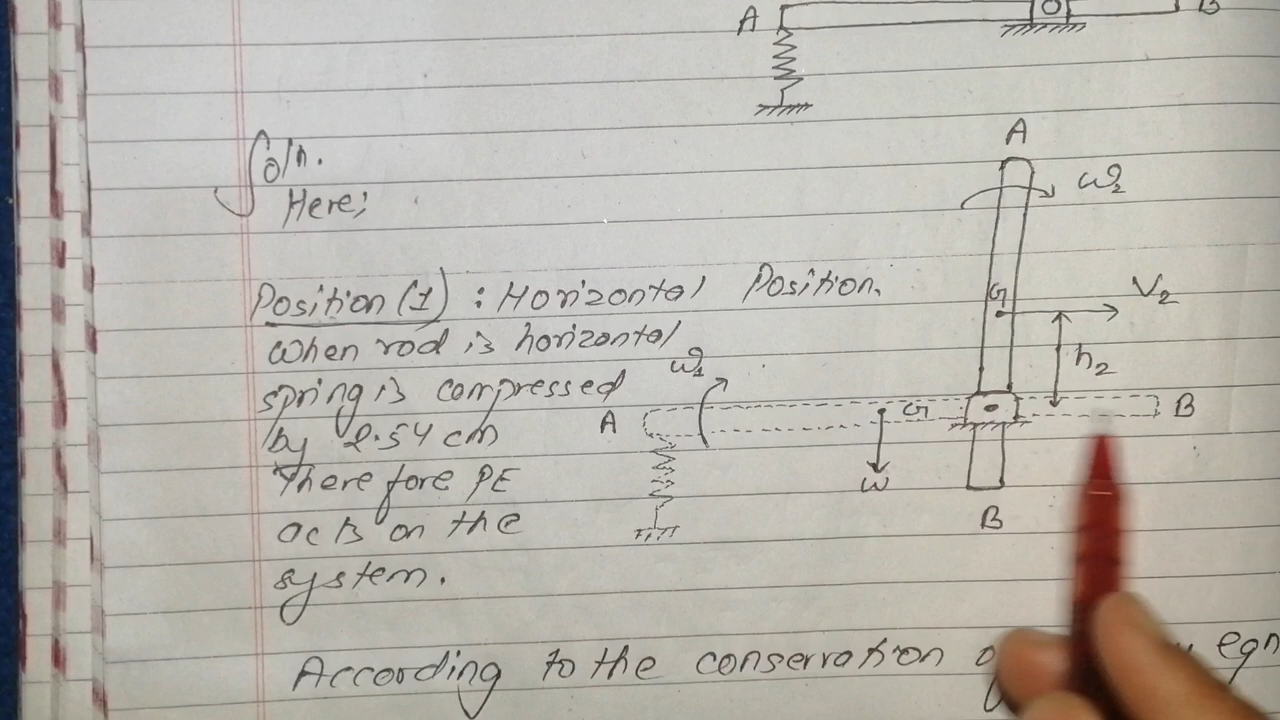 A
B
Soln.
Here;
A
ω2
Position (1) : Horizontal Position.
G
V2
When rod is horizontal
h2
spring is compressed
ω1
A
G
B
by 2.54 cm
Therefore PE
W
acts on the
B
system.
According to the conservation eqn